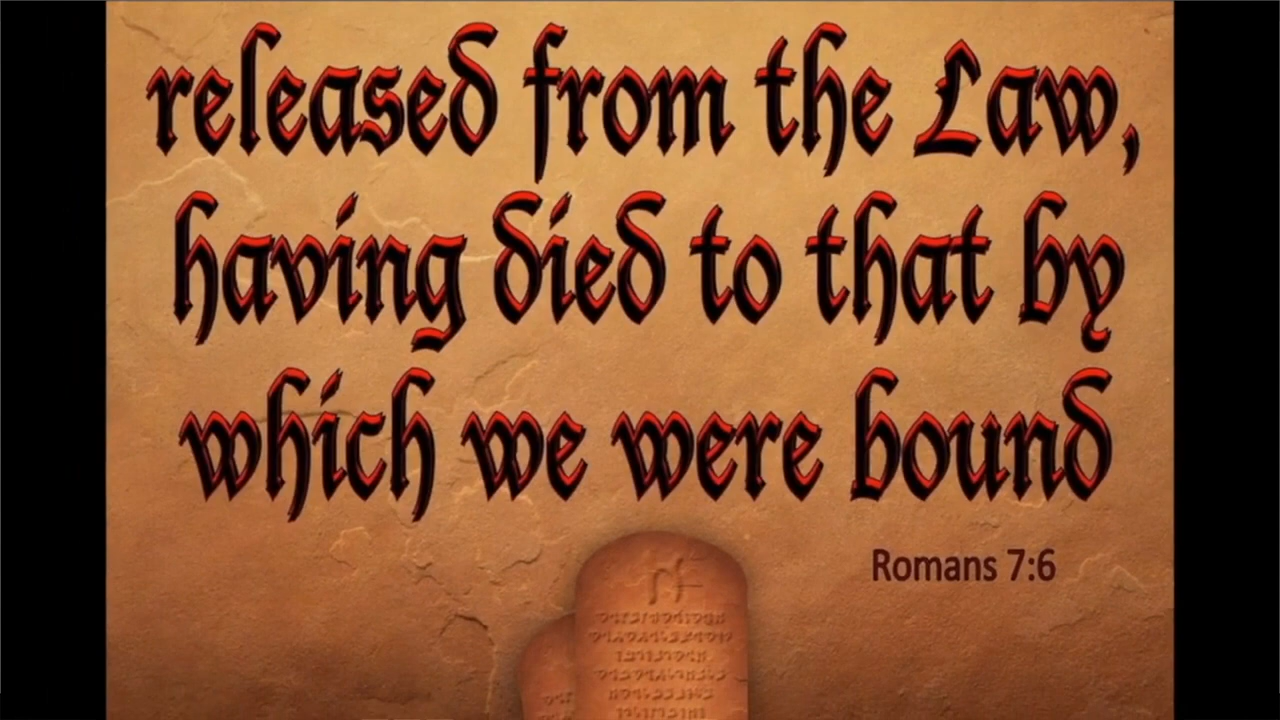 released from the Law,
having died to that by
which we were bound
Romans 7:6